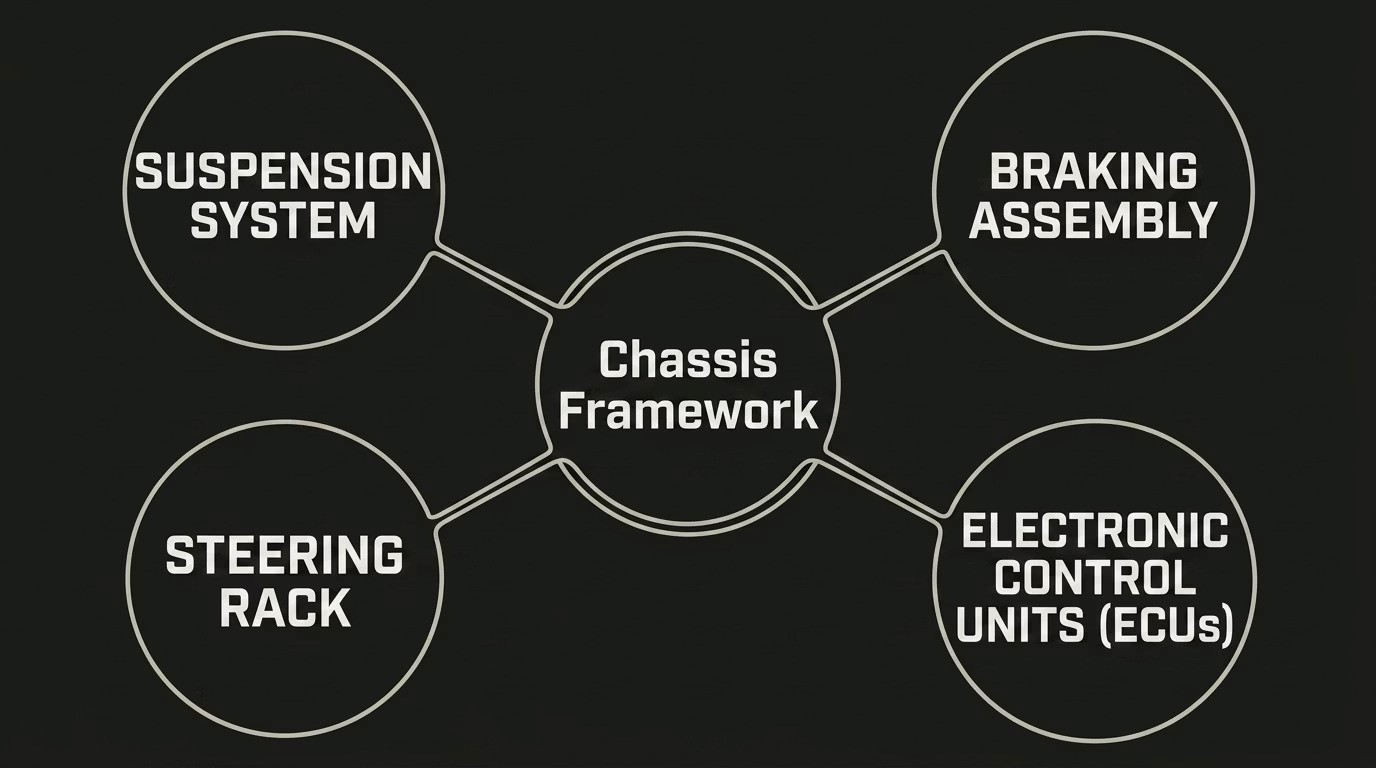 SUSPENSION
SYSTEM
BRAKING
ASSEMBLY
Chassis
Framework
STEERING
RACK
ELECTRONIC
CONTROL
UNITS (ECUs)